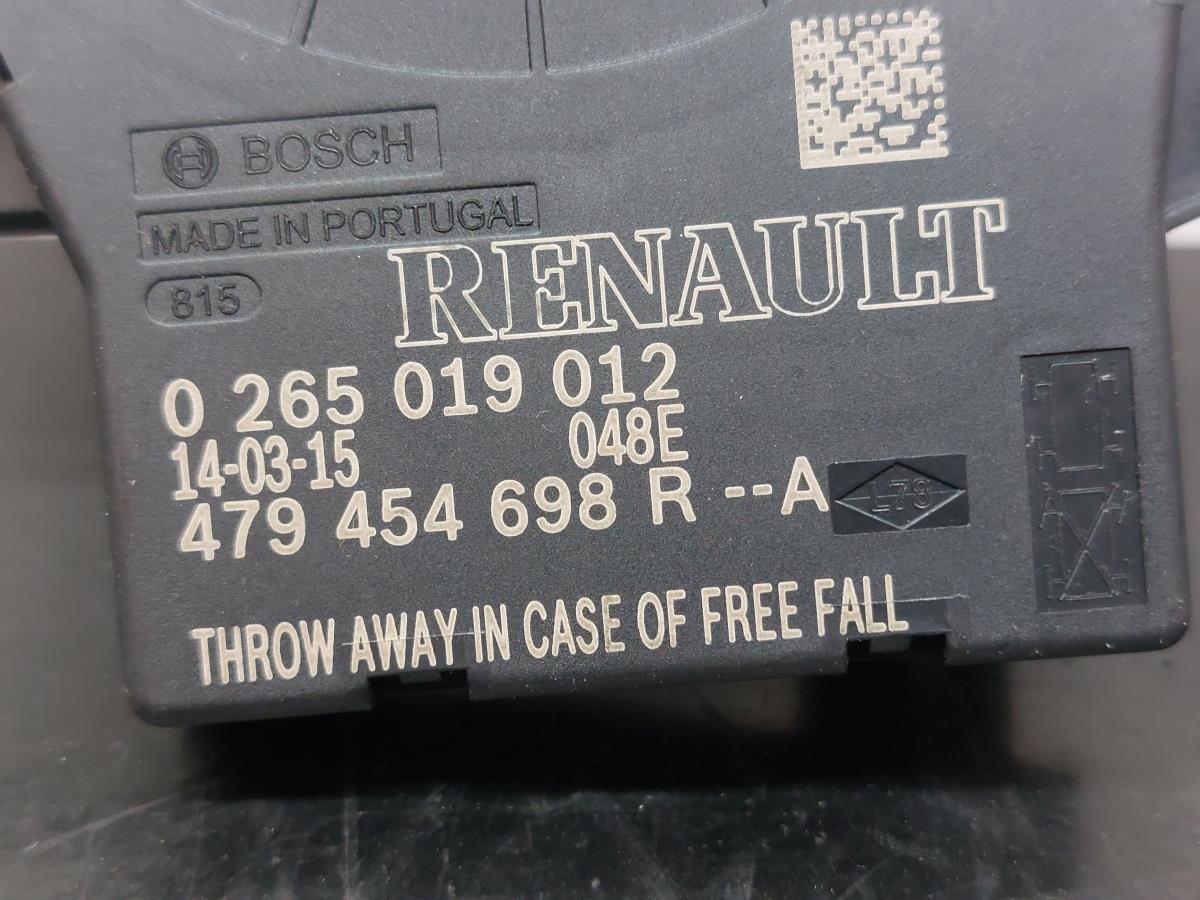 BOSCH
MADE IN PORTUGAL
815
RENAULT
0 265 019 012
14-03-15 048E
479 454 698 R --A
L78
THROW AWAY IN CASE OF FREE FALL